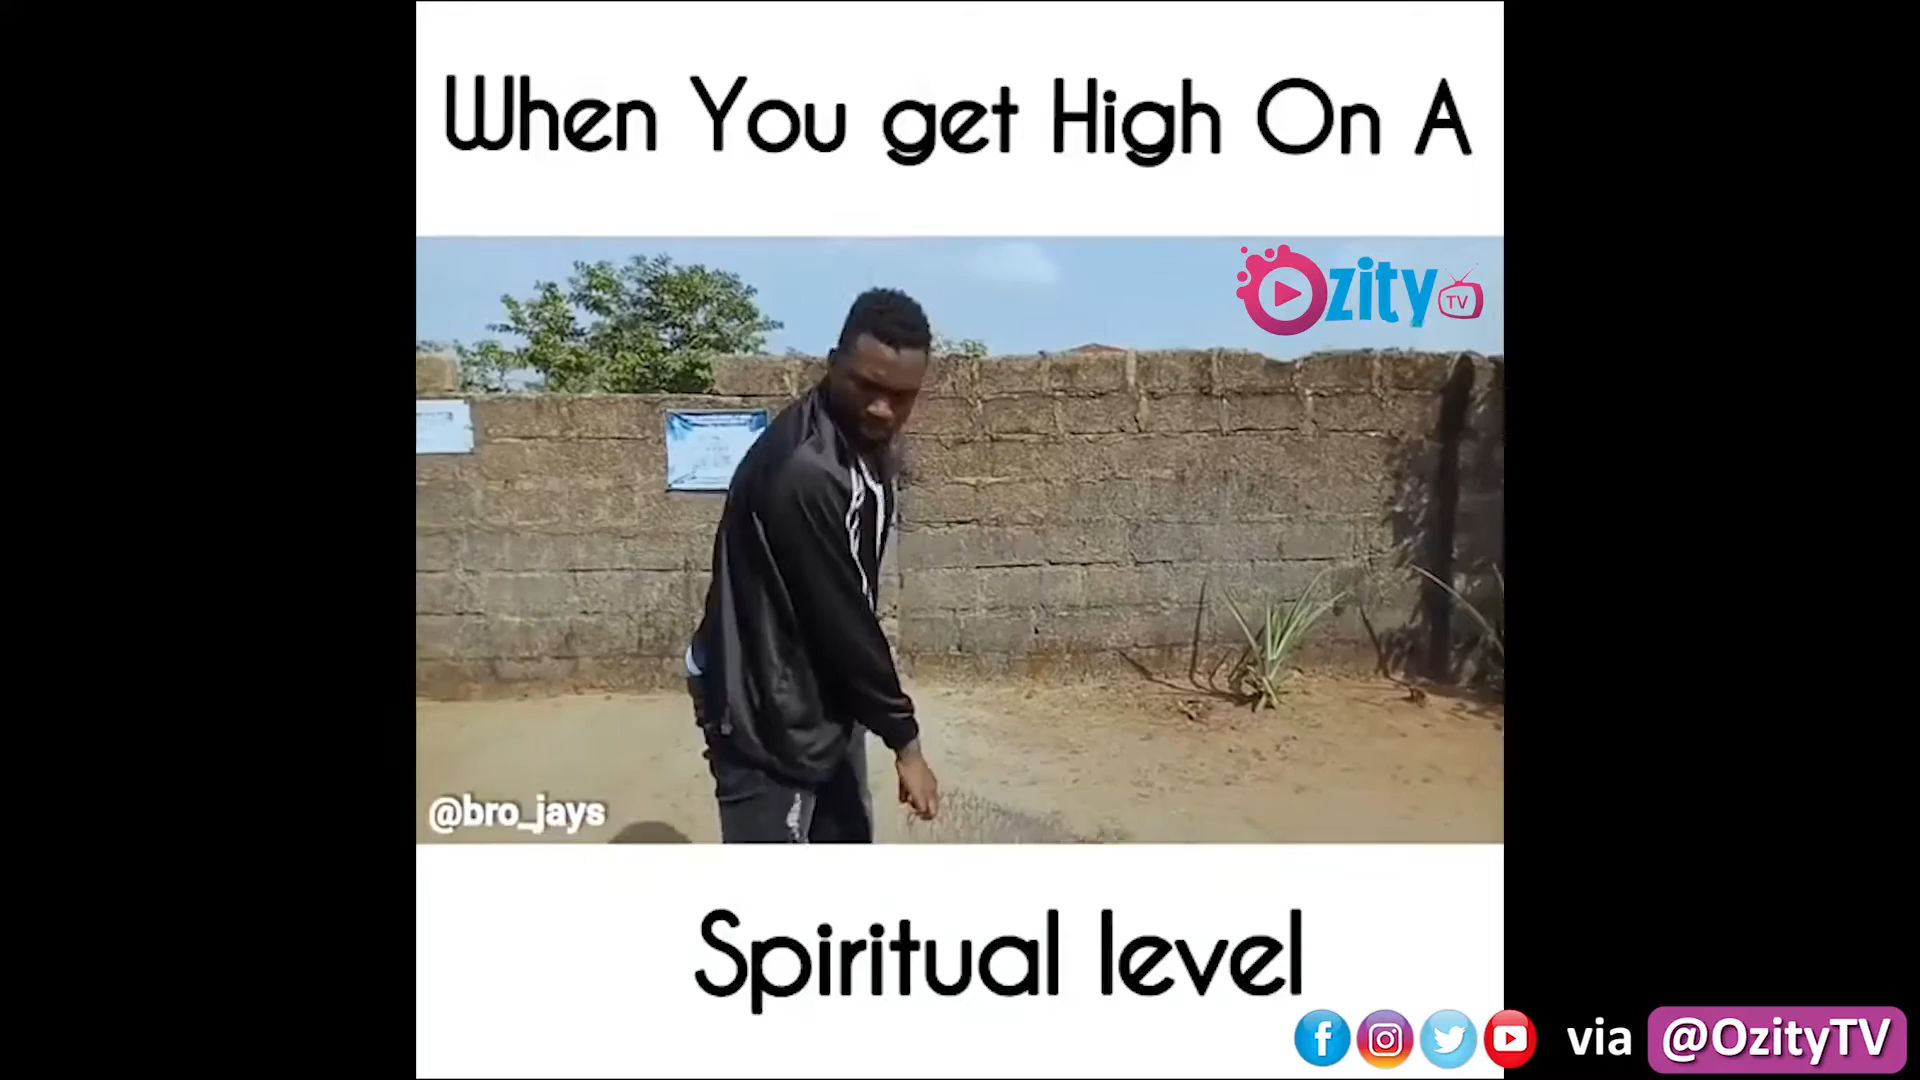 When You get High On A
Ozity TV
@bro_jays
Spiritual level
via @OzityTV